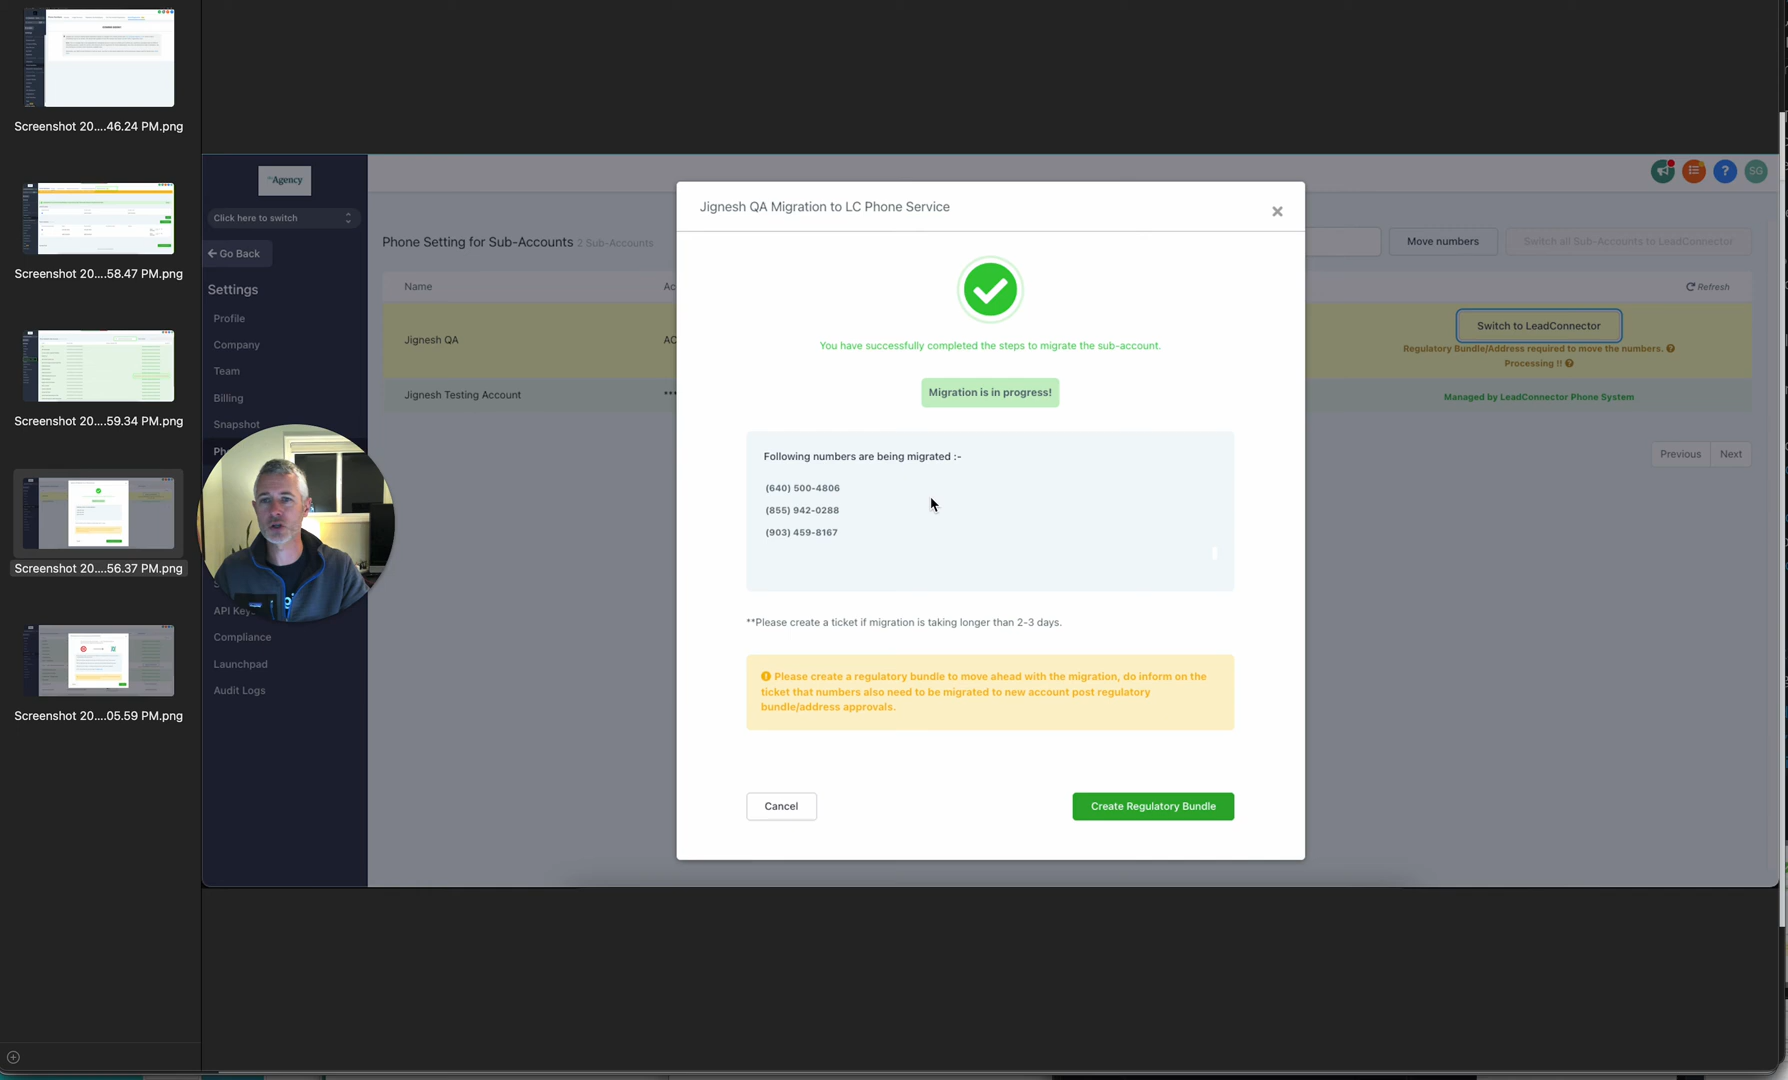 Screenshot 20....46.24 PM.png
Screenshot 20....58.47 PM.png
Screenshot 20....59.34 PM.png
Screenshot 20....56.37 PM.png
Screenshot 20....05.59 PM.png
Agency
Click here to switch
Go Back
Settings
Profile
Company
Team
Billing
Snapshot
API Key
Compliance
Launchpad
Audit Logs
SG
Phone Setting for Sub-Accounts 2 Sub-Accounts
Move numbers
Switch all Sub-Accounts to LeadConnector
Name
Refresh
Jignesh QA
AC
Switch to LeadConnector
Regulatory Bundle/Address required to move the numbers.
Processing !!
Jignesh Testing Account
Managed by LeadConnector Phone System
Previous
Next
Jignesh QA Migration to LC Phone Service
You have successfully completed the steps to migrate the sub-account.
Migration is in progress!
Following numbers are being migrated :-
(640) 500-4806
(855) 942-0288
(903) 459-8167
**Please create a ticket if migration is taking longer than 2-3 days.
Please create a regulatory bundle to move ahead with the migration, do inform on the
ticket that numbers also need to be migrated to new account post regulatory
bundle/address approvals.
Cancel
Create Regulatory Bundle